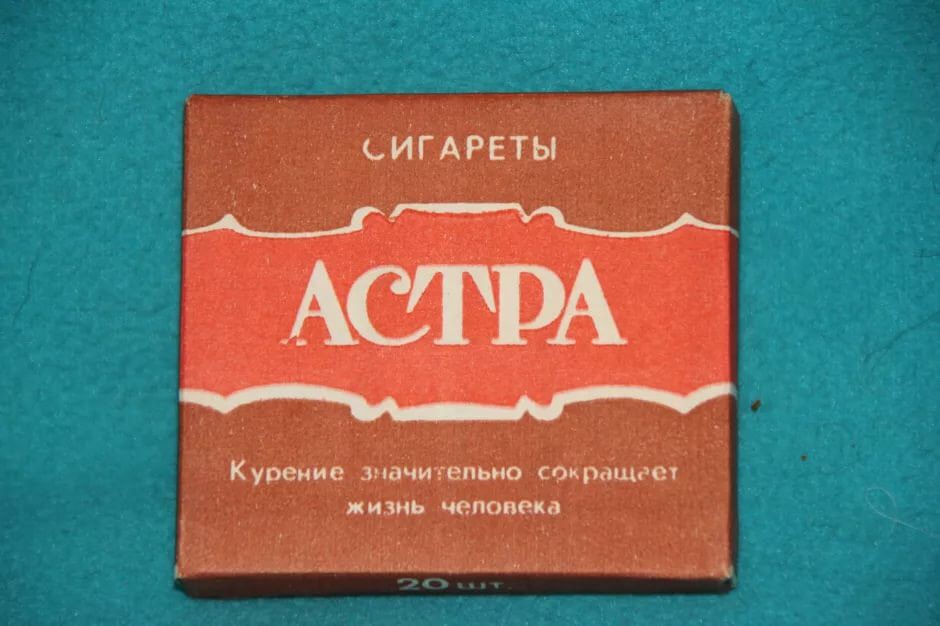 СИГАРЕТЫ
АСТРА
Курение значительно сокращает
жизнь человека
20 шт.